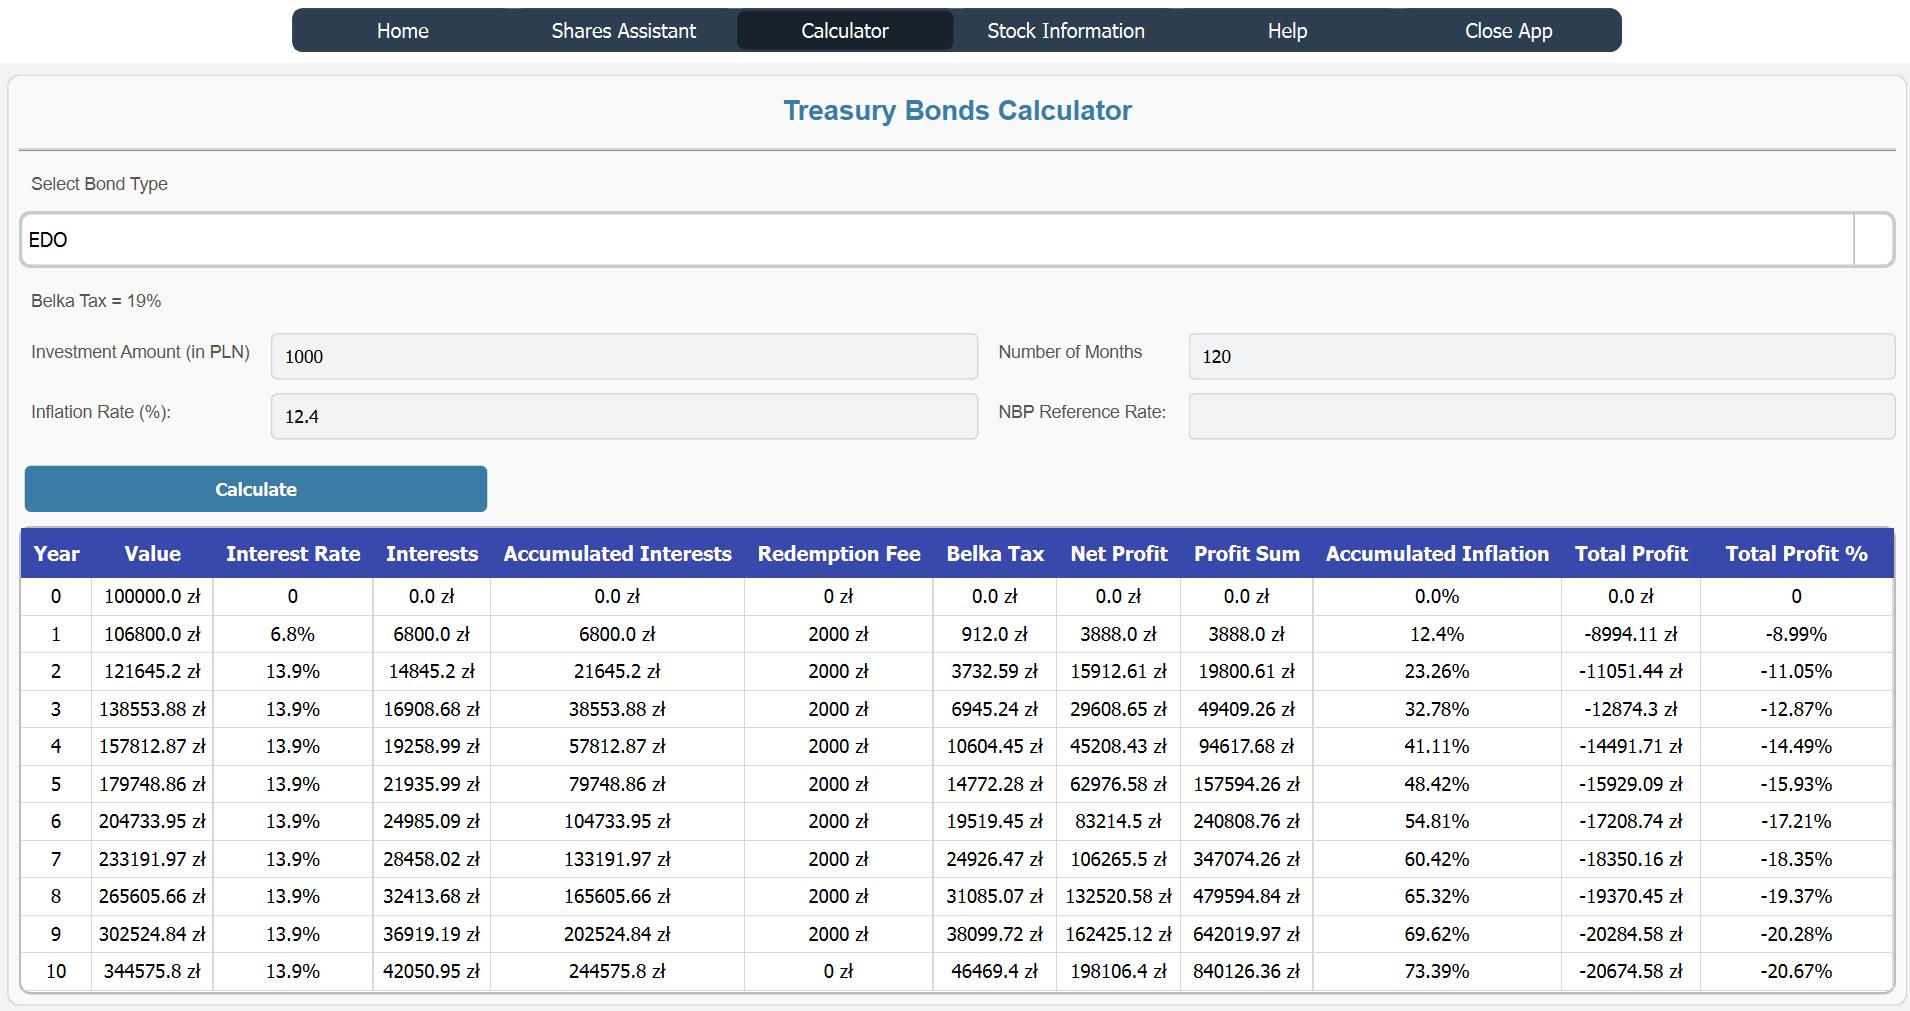 Home Shares Assistant Calculator Stock Information Help Close App
Treasury Bonds Calculator
Select Bond Type
EDO
Belka Tax = 19%
Investment Amount (in PLN) 1000 Number of Months 120
Inflation Rate (%): 12.4 NBP Reference Rate:
Calculate
Year Value Interest Rate Interests Accumulated Interests Redemption Fee Belka Tax Net Profit Profit Sum Accumulated Inflation Total Profit Total Profit %
0 100000.0 zł 0 0.0 zł 0.0 zł 0 zł 0.0 zł 0.0 zł 0.0 zł 0.0% 0.0 zł 0
1 106800.0 zł 6.8% 6800.0 zł 6800.0 zł 2000 zł 912.0 zł 3888.0 zł 3888.0 zł 12.4% -8994.11 zł -8.99%
2 121645.2 zł 13.9% 14845.2 zł 21645.2 zł 2000 zł 3732.59 zł 15912.61 zł 19800.61 zł 23.26% -11051.44 zł -11.05%
3 138553.88 zł 13.9% 16908.68 zł 38553.88 zł 2000 zł 6945.24 zł 29608.65 zł 49409.26 zł 32.78% -12874.3 zł -12.87%
4 157812.87 zł 13.9% 19258.99 zł 57812.87 zł 2000 zł 10604.45 zł 45208.43 zł 94617.68 zł 41.11% -14491.71 zł -14.49%
5 179748.86 zł 13.9% 21935.99 zł 79748.86 zł 2000 zł 14772.28 zł 62976.58 zł 157594.26 zł 48.42% -15929.09 zł -15.93%
6 204733.95 zł 13.9% 24985.09 zł 104733.95 zł 2000 zł 19519.45 zł 83214.5 zł 240808.76 zł 54.81% -17208.74 zł -17.21%
7 233191.97 zł 13.9% 28458.02 zł 133191.97 zł 2000 zł 24926.47 zł 106265.5 zł 347074.26 zł 60.42% -18350.16 zł -18.35%
8 265605.66 zł 13.9% 32413.68 zł 165605.66 zł 2000 zł 31085.07 zł 132520.58 zł 479594.84 zł 65.32% -19370.45 zł -19.37%
9 302524.84 zł 13.9% 36919.19 zł 202524.84 zł 2000 zł 38099.72 zł 162425.12 zł 642019.97 zł 69.62% -20284.58 zł -20.28%
10 344575.8 zł 13.9% 42050.95 zł 244575.8 zł 0 zł 46469.4 zł 198106.4 zł 840126.36 zł 73.39% -20674.58 zł -20.67%